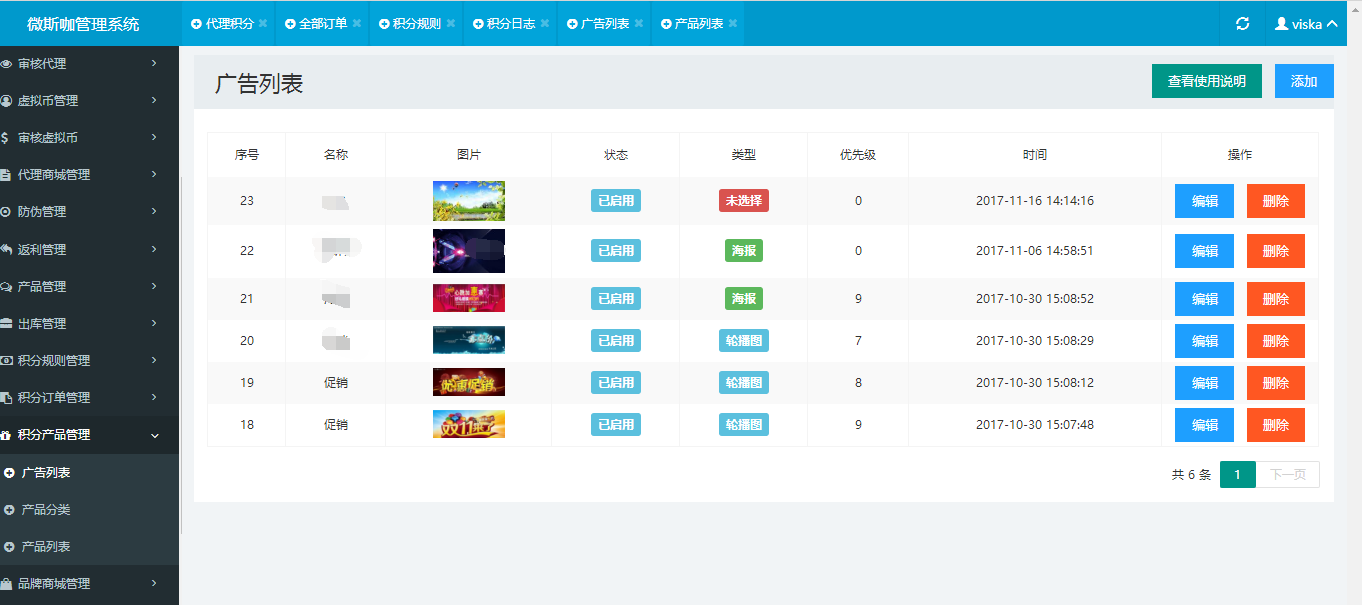 微斯咖管理系统 代理积分 全部订单 积分规则 积分日志 广告列表 产品列表 viska
审核代理
虚拟币管理
审核虚拟币
代理商城管理
防伪管理
返利管理
产品管理
出库管理
积分规则管理
积分订单管理
积分产品管理
广告列表
产品分类
产品列表
品牌商城管理
广告列表 查看使用说明 添加
序号 名称 图片 状态 类型 优先级 时间 操作
23 已启用 未选择 0 2017-11-16 14:14:16 编辑 删除
22 已启用 海报 0 2017-11-06 14:58:51 编辑 删除
21 已启用 海报 9 2017-10-30 15:08:52 编辑 删除
20 已启用 轮播图 7 2017-10-30 15:08:29 编辑 删除
19 促销 优惠促销 已启用 轮播图 8 2017-10-30 15:08:12 编辑 删除
18 促销 双11来了 已启用 轮播图 9 2017-10-30 15:07:48 编辑 删除
共 6 条 1 下一页